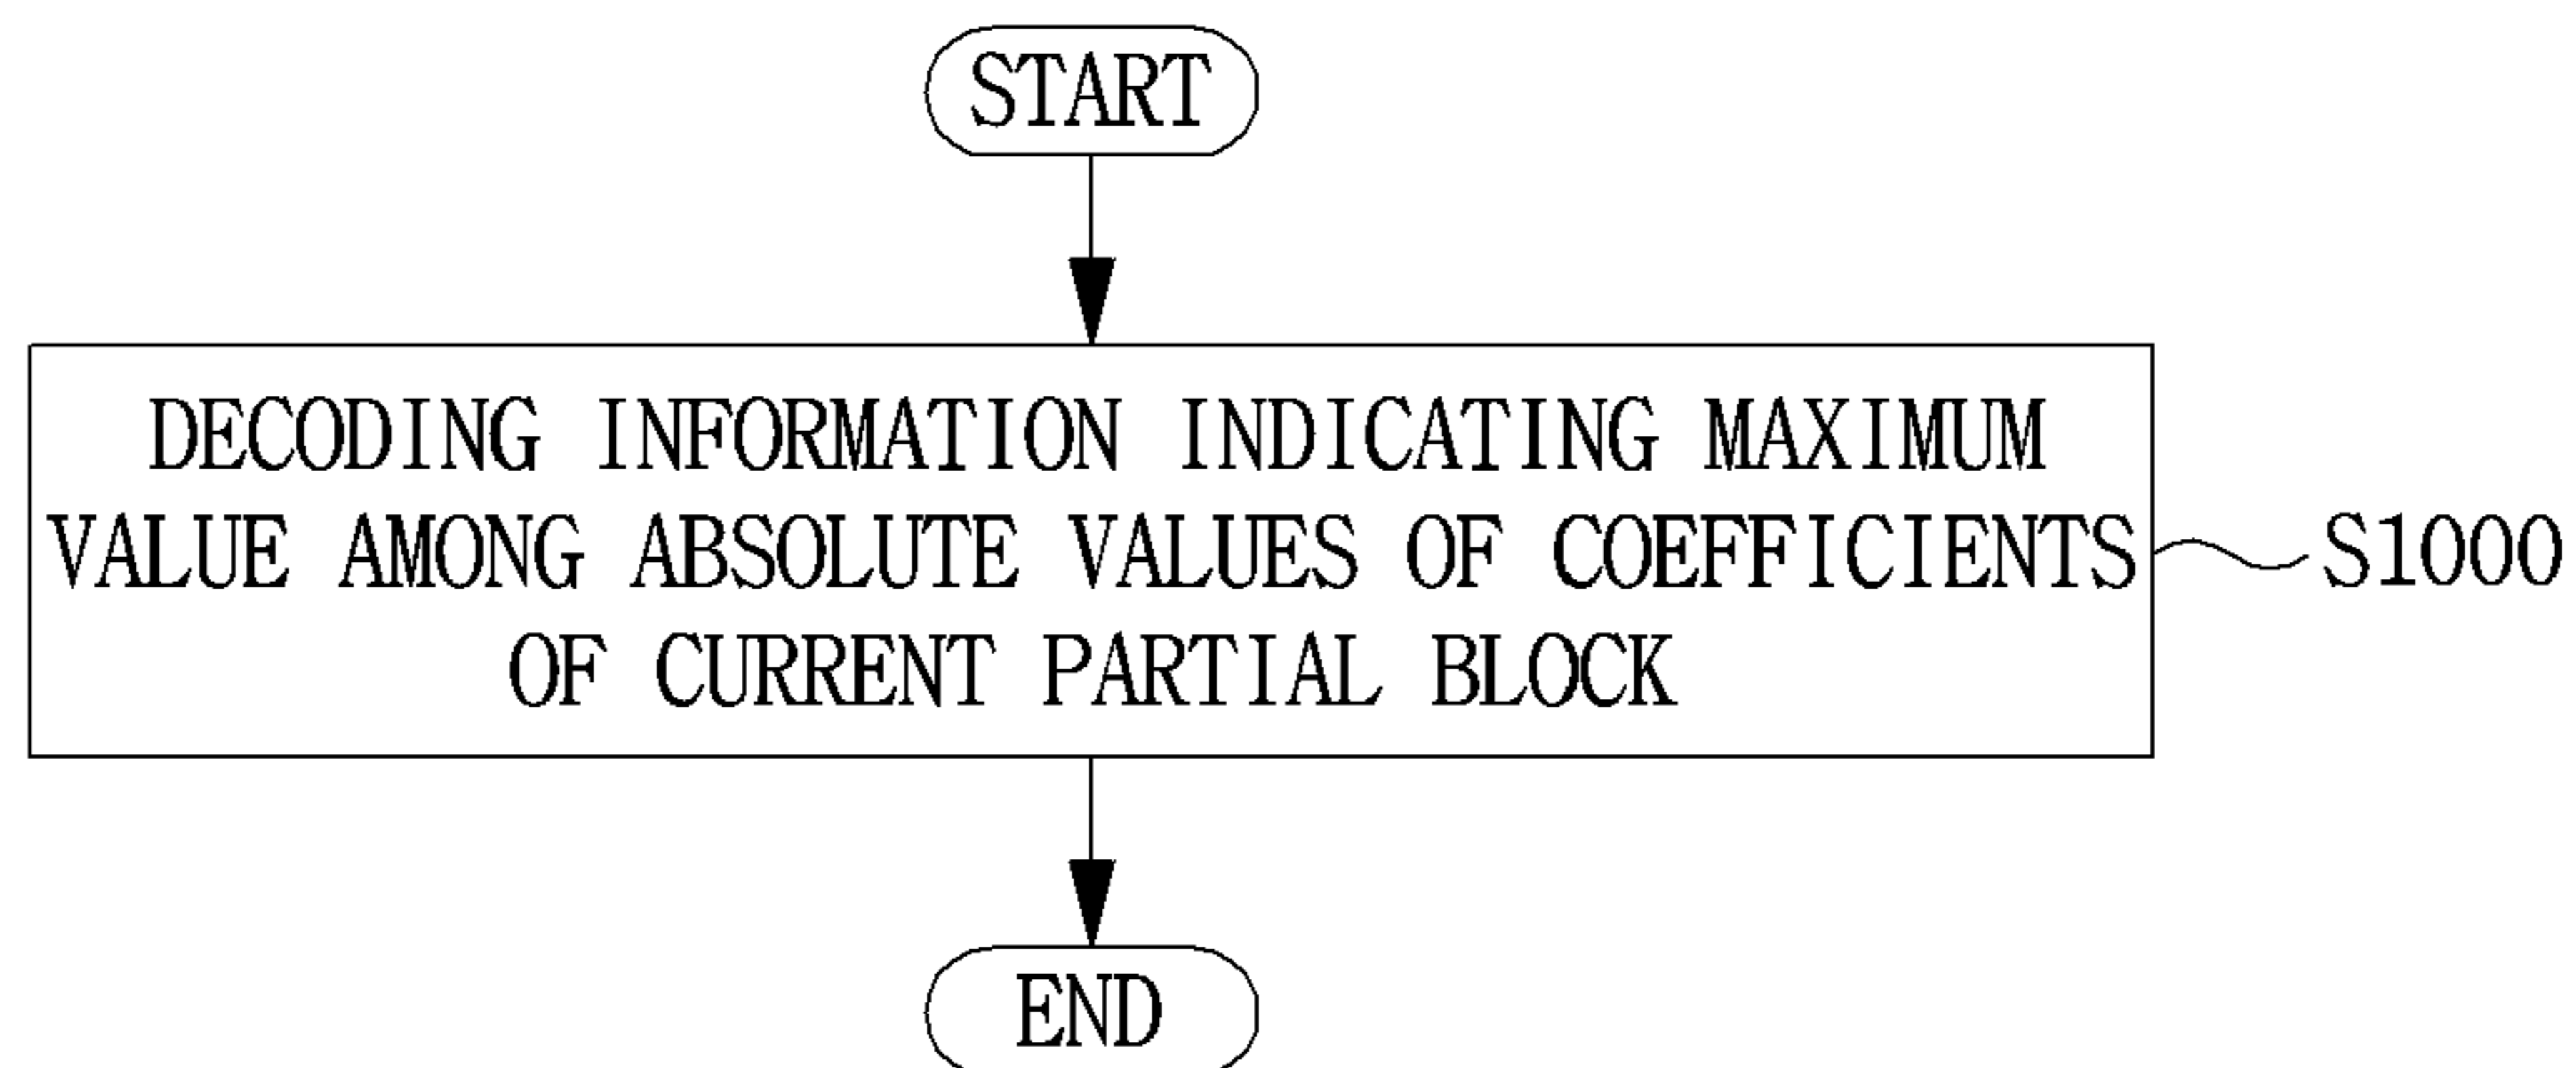 START
DECODING INFORMATION INDICATING MAXIMUM
VALUE AMONG ABSOLUTE VALUES OF COEFFICIENTS
OF CURRENT PARTIAL BLOCK
S1000
END